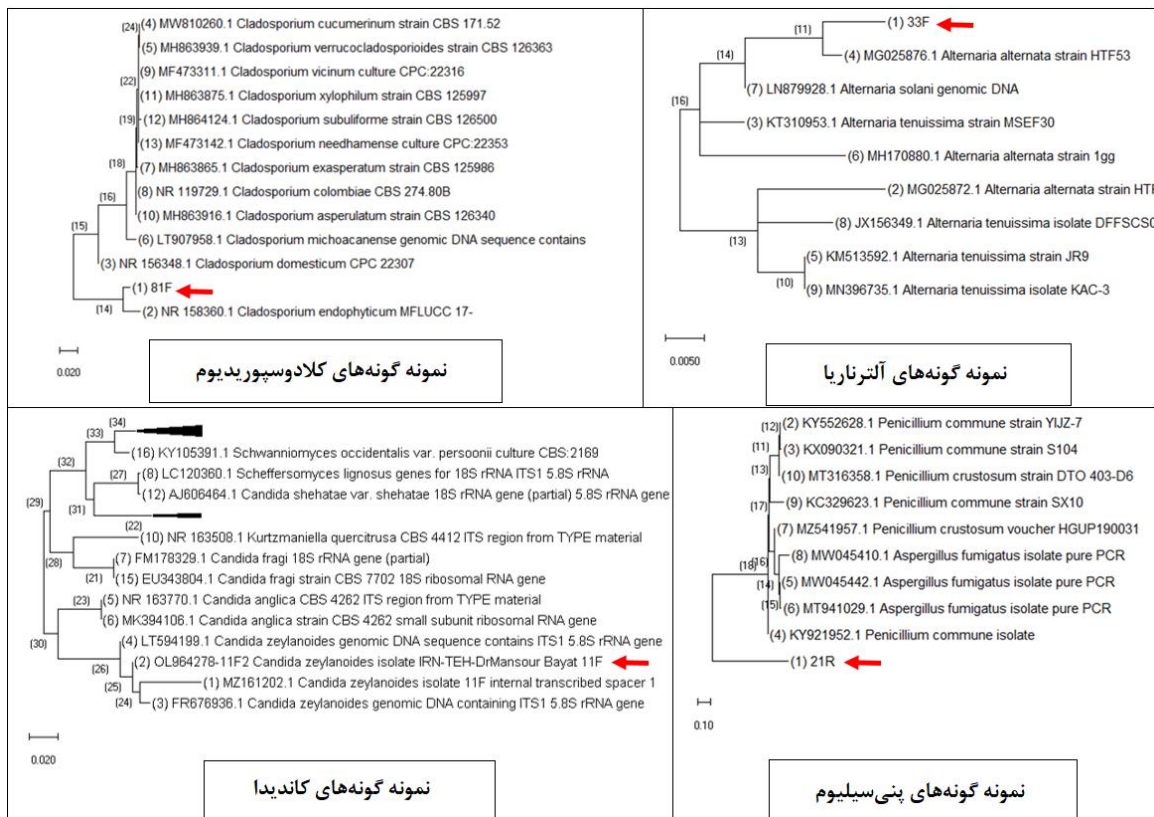 (4) MW810260.1 Cladosporium cucumerinum strain CBS 171.52
(24)
(5) MH863939.1 Cladosporium verrucocladosporioides strain CBS 126363
(9) MF473311.1 Cladosporium vicinum culture CPC:22316
(22)
(11) MH863875.1 Cladosporium xylophilum strain CBS 125997
(12) MH864124.1 Cladosporium subuliforme strain CBS 126500
(19)
(13) MF473142.1 Cladosporium needhamense culture CPC:22353
(7) MH863865.1 Cladosporium exasperatum strain CBS 125986
(18)
(8) NR 119729.1 Cladosporium colombiae CBS 274.80B
(16)
(10) MH863916.1 Cladosporium asperulatum strain CBS 126340
(15)
(6) LT907958.1 Cladosporium michoacanense genomic DNA sequence contains
(3) NR 156348.1 Cladosporium domesticum CPC 22307
(1) 81F
(14)
(2) NR 158360.1 Cladosporium endophyticum MFLUCC 17-
0.020
نمونه گونه‌های کلادوسپوریدیوم
(1) 33F
(11)
(4) MG025876.1 Alternaria alternata strain HTF53
(14)
(7) LN879928.1 Alternaria solani genomic DNA
(16)
(3) KT310953.1 Alternaria tenuissima strain MSEF30
(6) MH170880.1 Alternaria alternata strain 1gg
(2) MG025872.1 Alternaria alternata strain HTF
(8) JX156349.1 Alternaria tenuissima isolate DFFSCS0
(13)
(5) KM513592.1 Alternaria tenuissima strain JR9
(10)
(9) MN396735.1 Alternaria tenuissima isolate KAC-3
0.0050
نمونه گونه‌های آلترناریا
(34)
(33)
(16) KY105391.1 Schwanniomyces occidentalis var. persoonii culture CBS:2169
(32)
(27)
(8) LC120360.1 Scheffersomyces lignosus genes for 18S rRNA ITS1 5.8S rRNA
(12) AJ606464.1 Candida shehatae var. shehatae 18S rRNA gene (partial) 5.8S rRNA gene
(29)
(31)
(22)
(10) NR 163508.1 Kurtzmaniella quercitrusa CBS 4412 ITS region from TYPE material
(28)
(7) FM178329.1 Candida fragi 18S rRNA gene (partial)
(21)
(15) EU343804.1 Candida fragi strain CBS 7702 18S ribosomal RNA gene
(23)
(5) NR 163770.1 Candida anglica CBS 4262 ITS region from TYPE material
(6) MK394106.1 Candida anglica strain CBS 4262 small subunit ribosomal RNA gene
(30)
(4) LT594199.1 Candida zeylanoides genomic DNA sequence contains ITS1 5.8S rRNA gene
(26)
(2) OL964278-11F2 Candida zeylanoides isolate IRN-TEH-DrMansour Bayat 11F
(25)
(1) MZ161202.1 Candida zeylanoides isolate 11F internal transcribed spacer 1
(24)
(3) FR676936.1 Candida zeylanoides genomic DNA containing ITS1 5.8S rRNA gene
0.020
نمونه گونه‌های کاندیدا
(12)
(2) KY552628.1 Penicillium commune strain YIJZ-7
(11)
(3) KX090321.1 Penicillium commune strain S104
(13)
(10) MT316358.1 Penicillium crustosum strain DTO 403-D6
(17)
(9) KC329623.1 Penicillium commune strain SX10
(7) MZ541957.1 Penicillium crustosum voucher HGUP190031
(16)
(8) MW045410.1 Aspergillus fumigatus isolate pure PCR
(18)
(14)
(5) MW045442.1 Aspergillus fumigatus isolate pure PCR
(15)
(6) MT941029.1 Aspergillus fumigatus isolate pure PCR
(4) KY921952.1 Penicillium commune isolate
(1) 21R
0.10
نمونه گونه‌های پنی‌سیلیوم